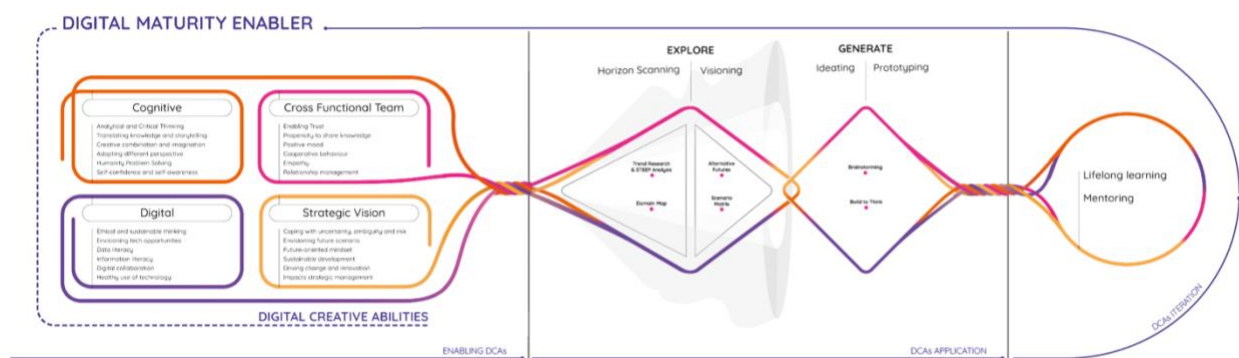 DIGITAL MATURITY ENABLER
Cognitive
Analytical and Critical Thinking
Translating knowledge and storytelling
Creative combination and imagination
Adopting different perspective
Humanity Problem Solving
Self-confidence and self-awareness
Cross Functional Team
Enabling Trust
Propensity to share knowledge
Positive mood
Cooperative behaviour
Empathy
Relationship management
Digital
Ethical and sustainable thinking
Envisioning tech opportunities
Data literacy
Information literacy
Digital collaboration
Healthy use of technology
Strategic Vision
Coping with uncertainty, ambiguity and risk
Envisioning future scenario
Future-oriented mindset
Sustainable development
Driving change and innovation
Impacts strategic management
DIGITAL CREATIVE ABILITIES
ENABLING DCAs
EXPLORE
Horizon Scanning
Visioning
Trend Research
& STEEP Analysis
Domain Map
Alternative
Futures
Scenario
Matrix
GENERATE
Ideating
Prototyping
Brainstorming
Build to Think
DCAs APPLICATION
Lifelong learning
Mentoring
DCAs ITERATION